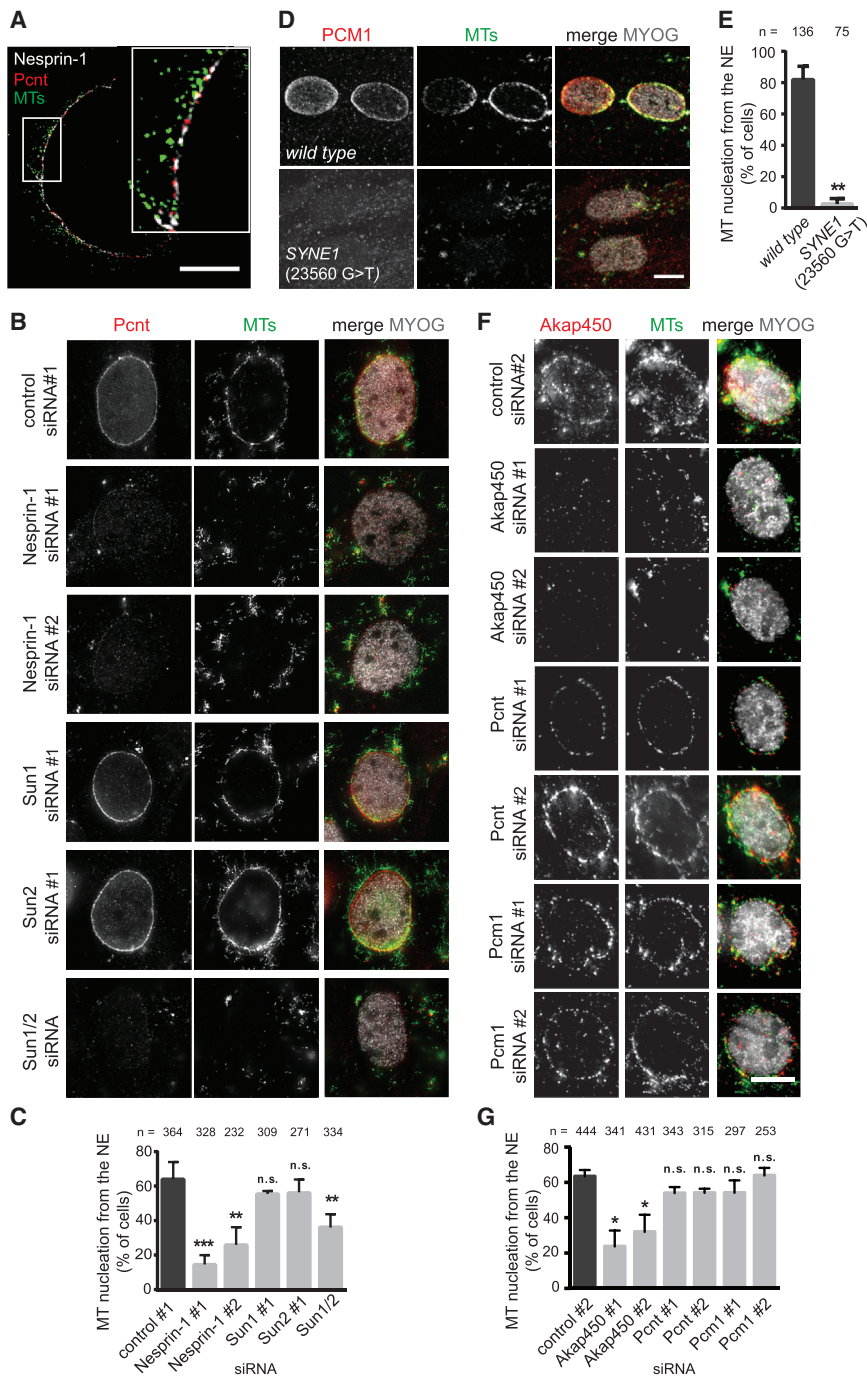 A
Nesprin-1
Pcnt
MTs
B
Pcnt MTs merge MYOG
control
siRNA#1
Nesprin-1
siRNA #1
Nesprin-1
siRNA #2
Sun1
siRNA #1
Sun2
siRNA #1
Sun1/2
siRNA
C
n = 364 328 232 309 271 334
MT nucleation from the NE
(% of cells)
80
60
40
20
0
*** ** n.s. n.s. **
control #1
Nesprin-1 #1
Nesprin-1 #2
Sun1 #1
Sun2 #1
Sun1/2
siRNA
D
PCM1 MTs merge MYOG
wild type
SYNE1
(23560 G>T)
E
n = 136 75
MT nucleation from the NE
(% of cells)
100
80
60
40
20
0
**
wild type
SYNE1
(23560 G>T)
F
Akap450 MTs merge MYOG
control
siRNA#2
Akap450
siRNA #1
Akap450
siRNA #2
Pcnt
siRNA #1
Pcnt
siRNA #2
Pcm1
siRNA #1
Pcm1
siRNA #2
G
n = 444 341 431 343 315 297 253
MT nucleation from the NE
(% of cells)
80
60
40
20
0
* * n.s. n.s. n.s. n.s.
control #2
Akap450 #1
Akap450 #2
Pcnt #1
Pcnt #2
Pcm1 #1
Pcm1 #2
siRNA